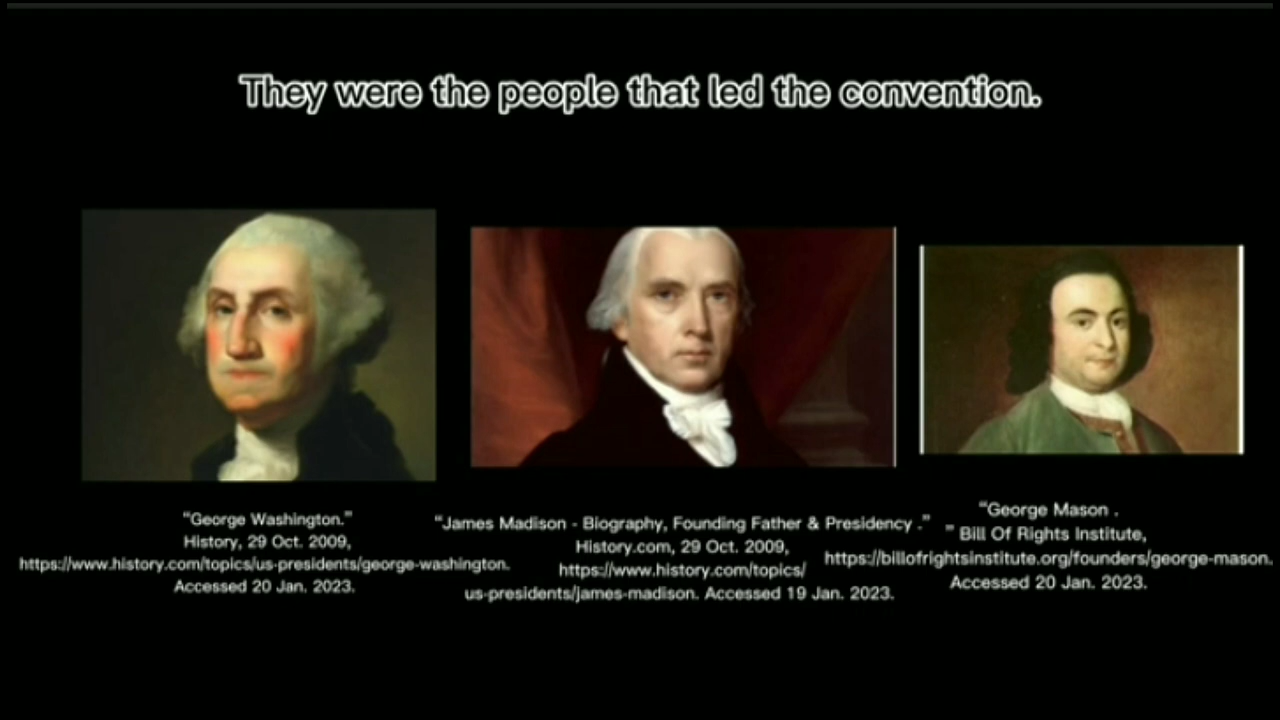 They were the people that led the convention.
“George Washington.”
History, 29 Oct. 2009,
https://www.history.com/topics/us-presidents/george-washington.
Accessed 20 Jan. 2023.
“James Madison - Biography, Founding Father & Presidency .”
History.com, 29 Oct. 2009,
https://www.history.com/topics/
us-presidents/james-madison. Accessed 19 Jan. 2023.
“George Mason .
” Bill Of Rights Institute,
https://billofrightsinstitute.org/founders/george-mason.
Accessed 20 Jan. 2023.